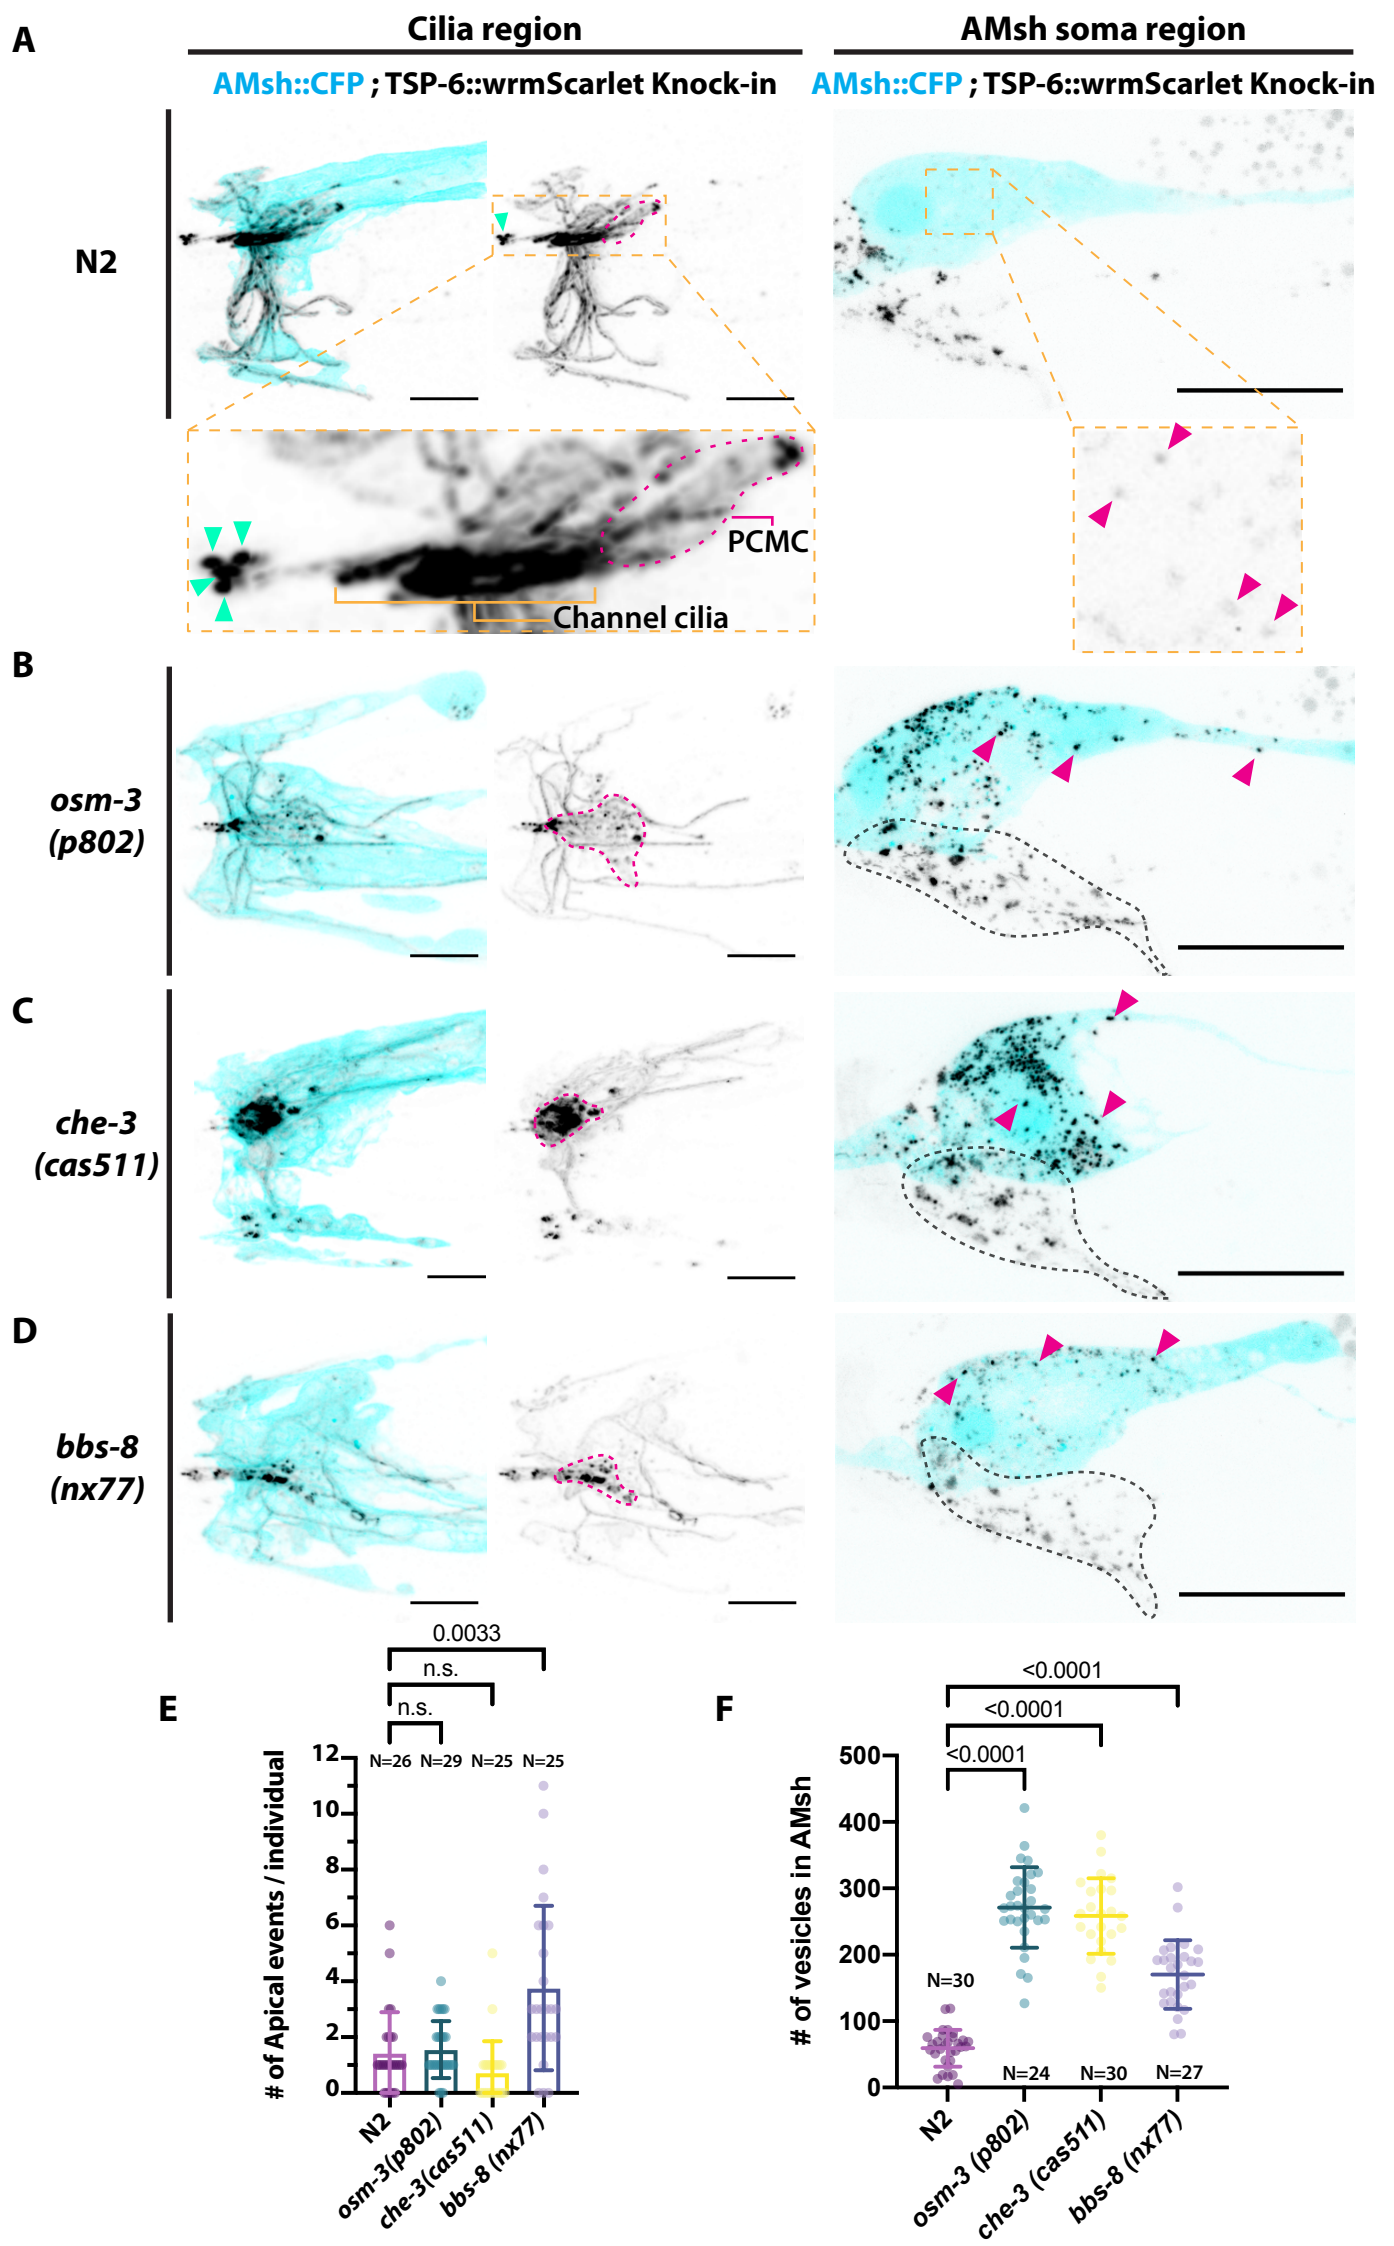 A
Cilia region
AMsh soma region
AMsh::CFP ; TSP-6::wrmScarlet Knock-in
AMsh::CFP ; TSP-6::wrmScarlet Knock-in
N2
PCMC
Channel cilia
B
osm-3
(p802)
C
che-3
(cas511)
D
bbs-8
(nx77)
E
0.0033
n.s.
n.s.
N=26 N=29 N=25 N=25
# of Apical events / individual
12
10
8
6
4
2
0
N2
osm-3(p802)
che-3(cas511)
bbs-8 (nx77)
F
<0.0001
<0.0001
<0.0001
# of vesicles in AMsh
500
400
300
200
100
0
N=30
N=24 N=30 N=27
N2
osm-3 (p802)
che-3 (cas511)
bbs-8 (nx77)